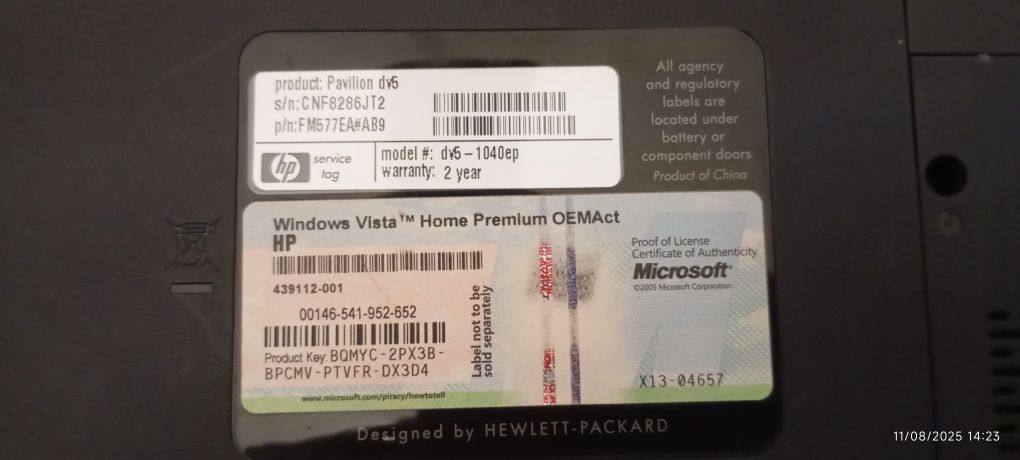 product: Pavilion dv5
s/n: CNF8286JT2
p/n: FM577EA#AB9
hp
service
tag
model #: dv5-1040ep
warranty: 2 year
All agency
and regulatory
labels are
located under
battery or
component doors
Product of China
Windows Vista™ Home Premium OEMAct
HP
439112-001
00146-541-952-652
Product Key: BQMYC-2PX3B-
BPCMV-PTVFR-DX3D4
www.microsoft.com/piracy/howtotell
Label not to be
sold separately
Proof of License
Certificate of Authenticity
Microsoft®
©2005 Microsoft Corporation
X13-04657
Designed by HEWLETT-PACKARD
11/08/2025 14:23